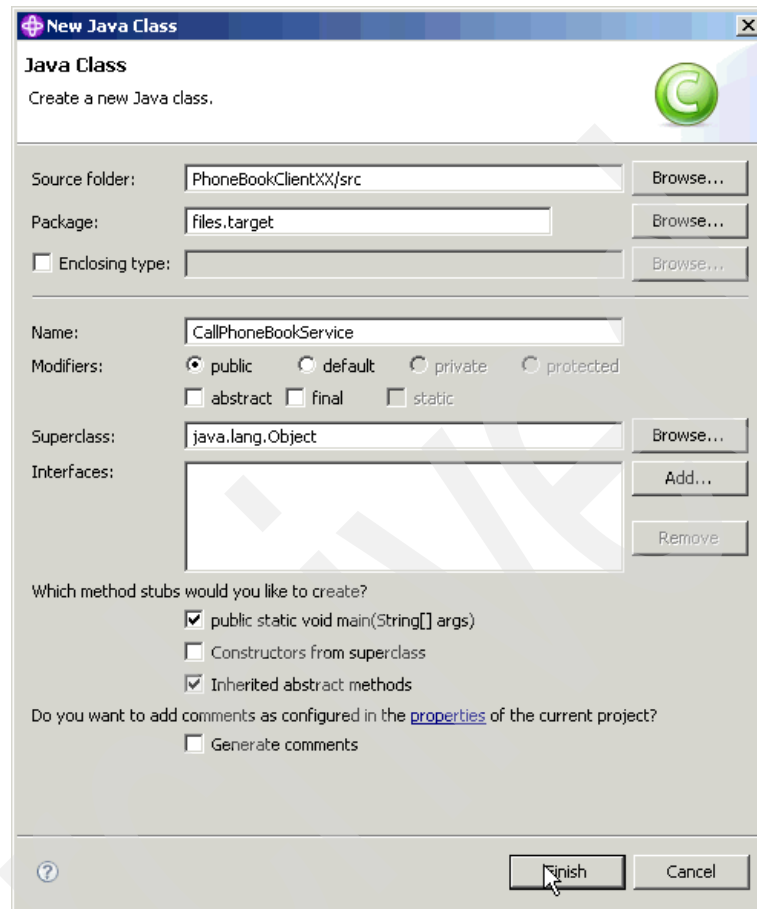 New Java Class
Java Class
Create a new Java class.
Source folder: PhoneBookClientXX/src Browse...
Package: files.target Browse...
Enclosing type: Browse...
Name: CallPhoneBookService
Modifiers: public default private protected
abstract final static
Superclass: java.lang.Object Browse...
Interfaces: Add...
Remove
Which method stubs would you like to create?
public static void main(String[] args)
Constructors from superclass
Inherited abstract methods
Do you want to add comments as configured in the properties of the current project?
Generate comments
Finish Cancel